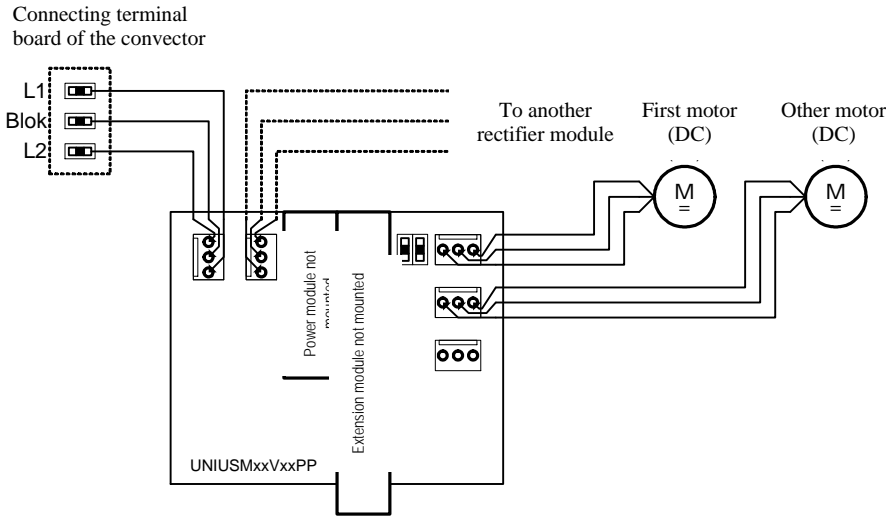 Connecting terminal
board of the convector
L1
Blok
L2
To another
rectifier module
First motor
(DC)
Other motor
(DC)
M
=
M
=
Power module not
mounted
Extension module not mounted
UNIUSMxxVxxPP